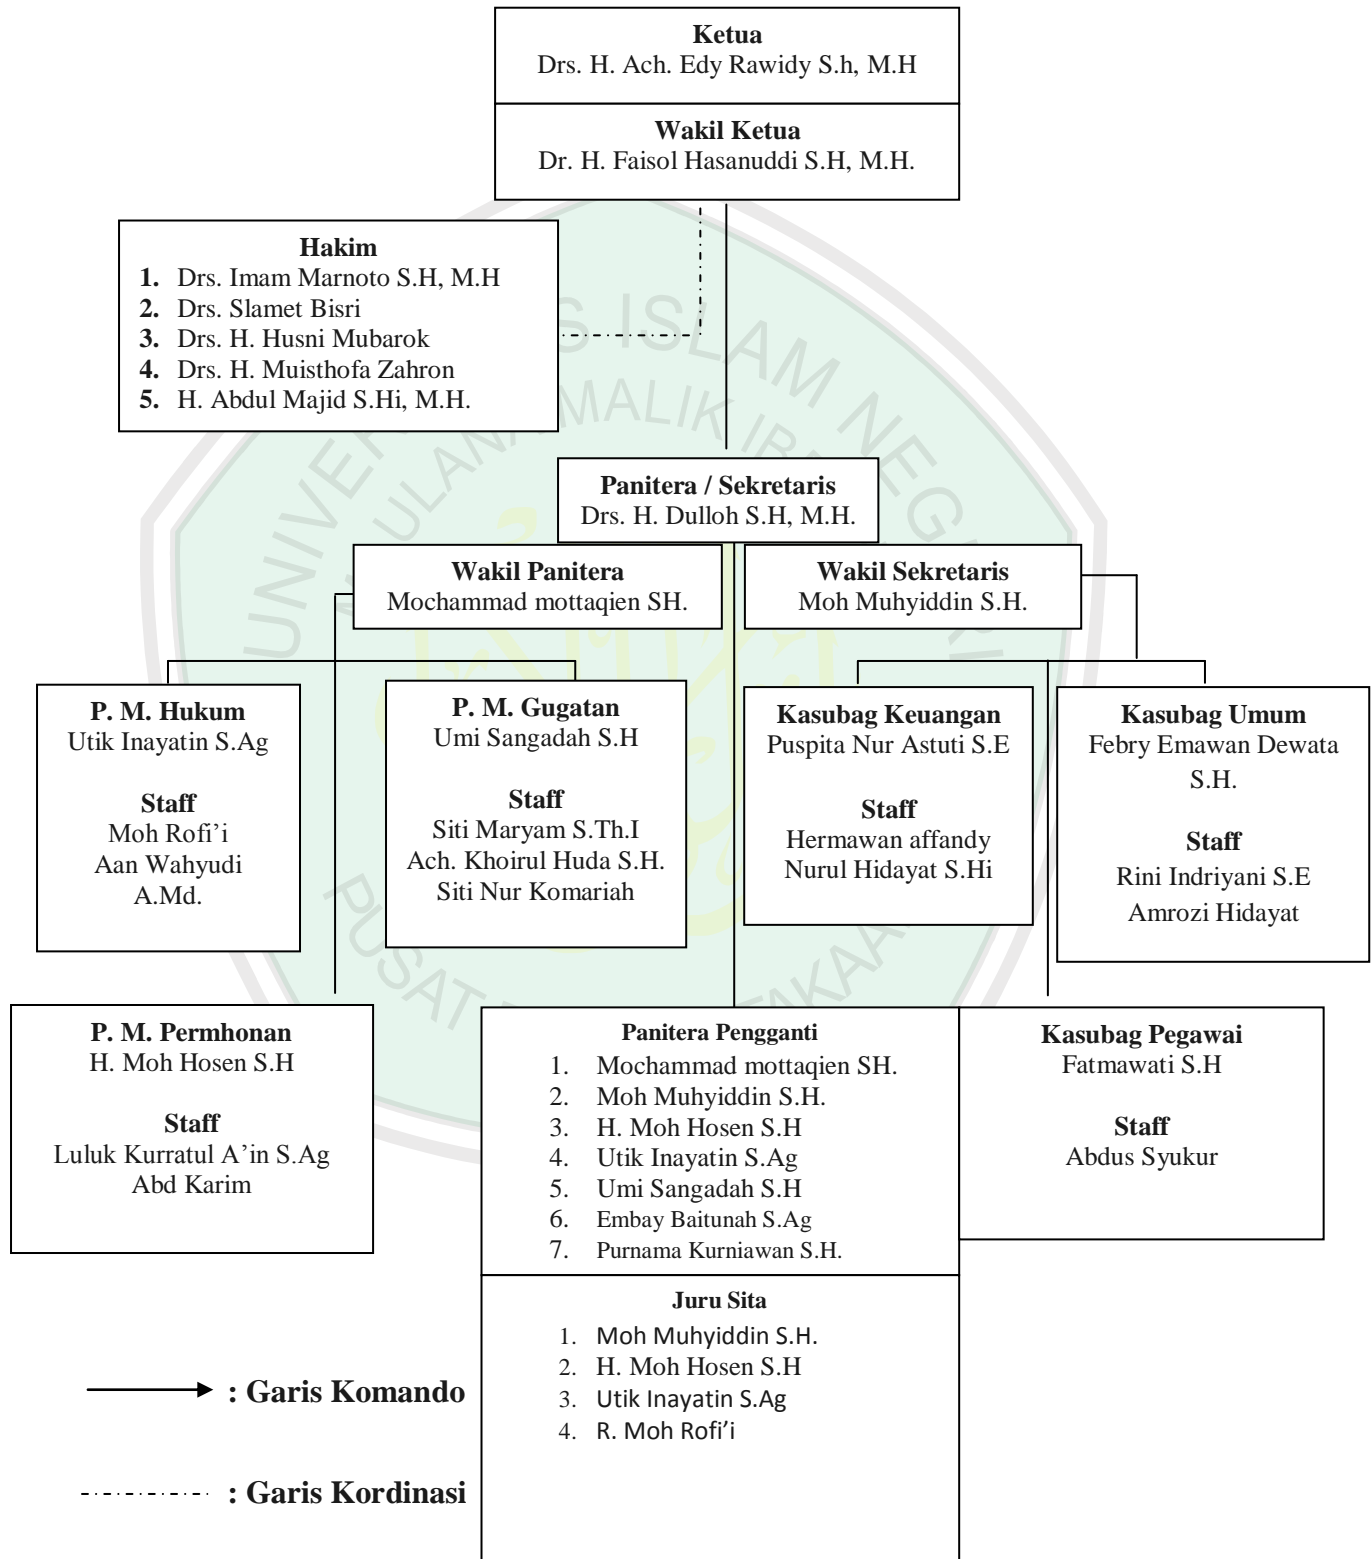 Ketua
Drs. H. Ach. Edy Rawidy S.h, M.H
Wakil Ketua
Dr. H. Faisol Hasanuddi S.H, M.H.
Hakim
1. Drs. Imam Marnoto S.H, M.H
2. Drs. Slamet Bisri
3. Drs. H. Husni Mubarok
4. Drs. H. Muisthofa Zahron
5. H. Abdul Majid S.Hi, M.H.
Panitera / Sekretaris
Drs. H. Dulloh S.H, M.H.
Wakil Panitera
Mochammad mottaqien SH.
Wakil Sekretaris
Moh Muhyiddin S.H.
P. M. Hukum
Utik Inayatin S.Ag
Staff
Moh Rofi’i
Aan Wahyudi
A.Md.
P. M. Gugatan
Umi Sangadah S.H
Staff
Siti Maryam S.Th.I
Ach. Khoirul Huda S.H.
Siti Nur Komariah
Kasubag Keuangan
Puspita Nur Astuti S.E
Staff
Hermawan affandy
Nurul Hidayat S.Hi
Kasubag Umum
Febry Emawan Dewata
S.H.
Staff
Rini Indriyani S.E
Amrozi Hidayat
P. M. Permhonan
H. Moh Hosen S.H
Staff
Luluk Kurratul A’in S.Ag
Abd Karim
Panitera Pengganti
1. Mochammad mottaqien SH.
2. Moh Muhyiddin S.H.
3. H. Moh Hosen S.H
4. Utik Inayatin S.Ag
5. Umi Sangadah S.H
6. Embay Baitunah S.Ag
7. Purnama Kurniawan S.H.
Kasubag Pegawai
Fatmawati S.H
Staff
Abdus Syukur
Juru Sita
1. Moh Muhyiddin S.H.
2. H. Moh Hosen S.H
3. Utik Inayatin S.Ag
4. R. Moh Rofi’i
: Garis Komando
: Garis Kordinasi
ISLAM
MALIK
PUSAT